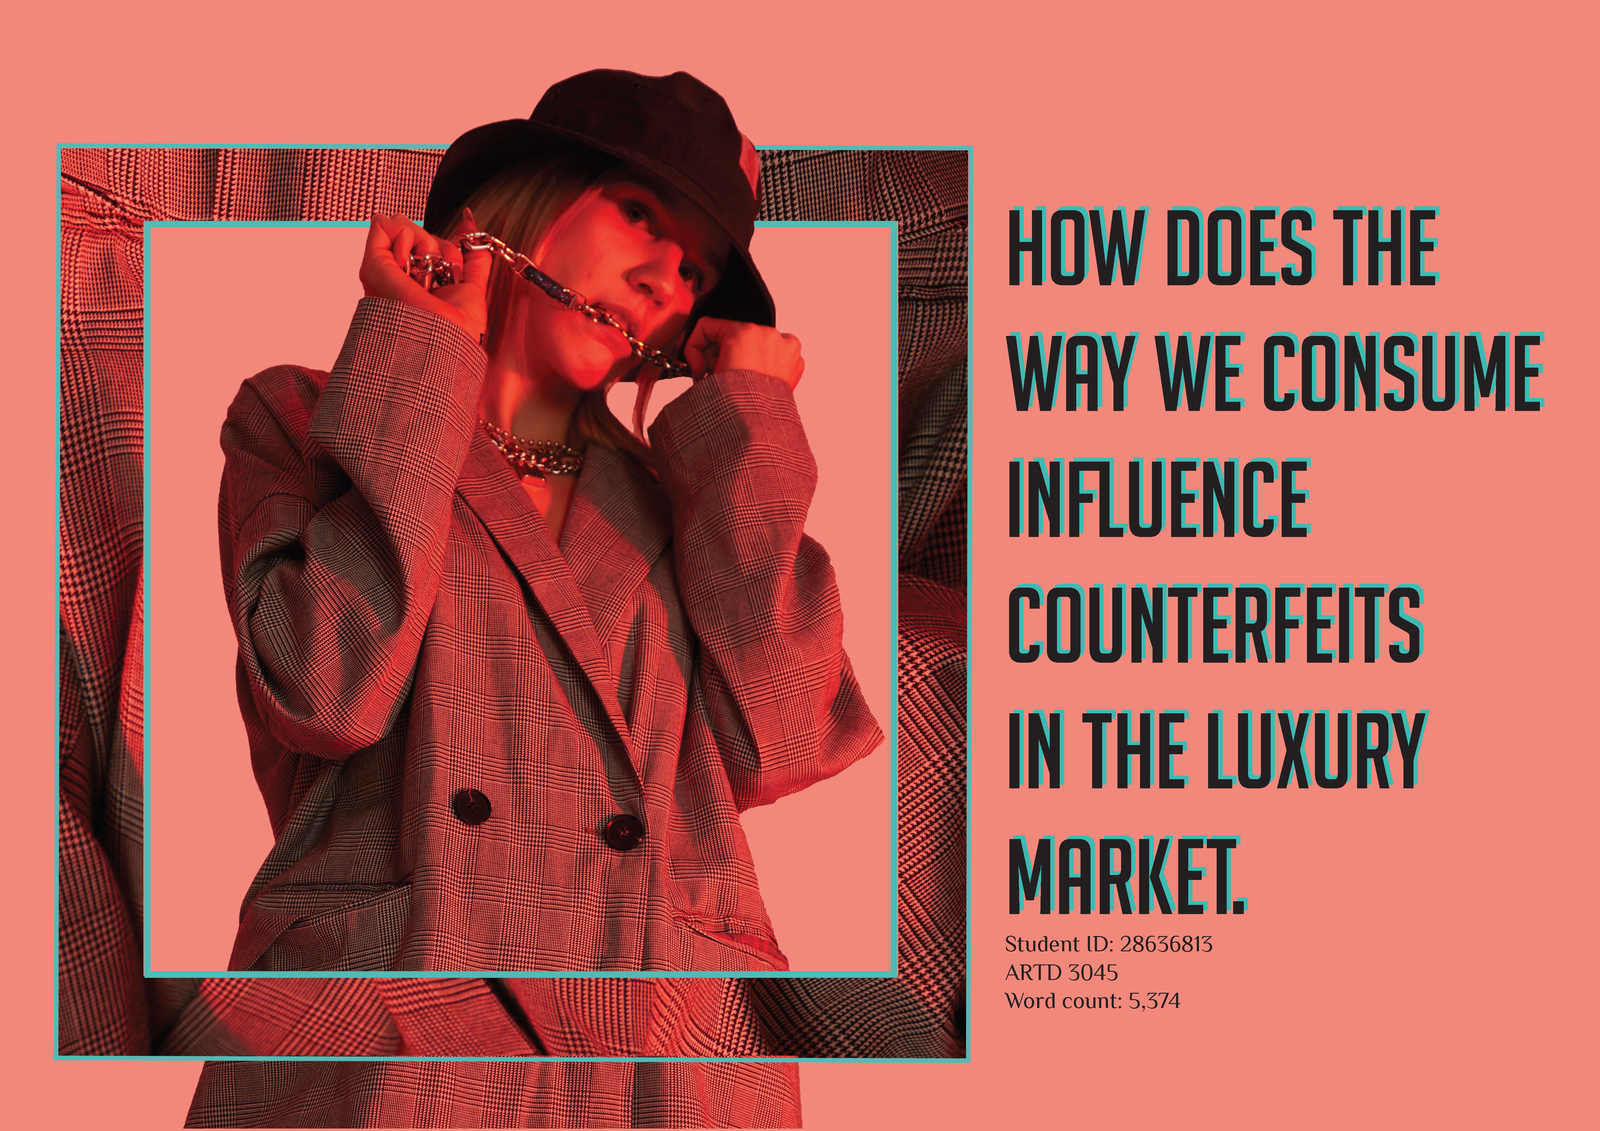 HOW DOES THE
WAY WE CONSUME
INFLUENCE
COUNTERFEITS
IN THE LUXURY
MARKET.
Student ID: 28636813
ARTD 3045
Word count: 5,374